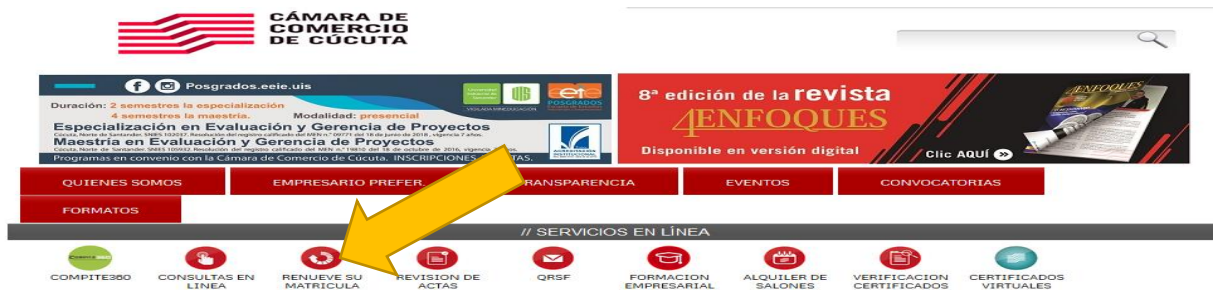 CÁMARA DE
COMERCIO
DE CÚCUTA
Posgrados.eeie.uis
Duración: 2 semestres la especialización
4 semestres la maestría. Modalidad: presencial
Especialización en Evaluación y Gerencia de Proyectos
Maestría en Evaluación y Gerencia de Proyectos
Programas en convenio con la Cámara de Comercio de Cúcuta. INSCRIPCIONES
UIS
POSGRADOS
8ª edición de la revista
4ENFOQUES
Disponible en versión digital
Clic AQUÍ
QUIENES SOMOS
EMPRESARIO PREFER.
EVENTOS
CONVOCATORIAS
FORMATOS
// SERVICIOS EN LÍNEA
COMPITE360
CONSULTAS EN
LINEA
RENUEVE SU
MATRICULA
REVISION DE
ACTAS
QRSF
FORMACION
EMPRESARIAL
ALQUILER DE
SALONES
VERIFICACION
CERTIFICADOS
CERTIFICADOS
VIRTUALES